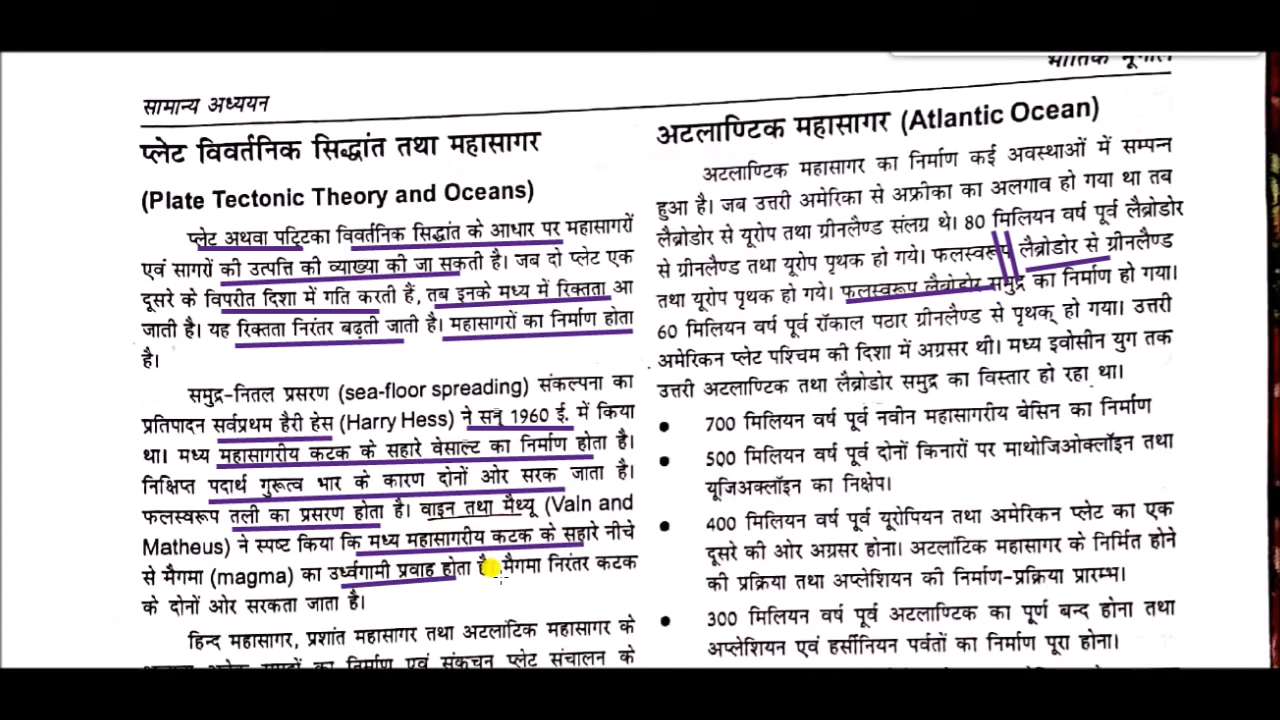 सामान्य अध्ययन
भौतिक भूगोल
प्लेट विवर्तनिक सिद्धांत तथा महासागर
(Plate Tectonic Theory and Oceans)
प्लेट अथवा पट्टिका विवर्तनिक सिद्धांत के आधार पर महासागरों
एवं सागरों की उत्पत्ति की व्याख्या की जा सकती है। जब दो प्लेट एक
दूसरे के विपरीत दिशा में गति करती हैं, तब इनके मध्य में रिक्तता आ
जाती है। यह रिक्तता निरंतर बढ़ती जाती है। महासागरों का निर्माण होता
है।
समुद्र-नितल प्रसरण (sea-floor spreading) संकल्पना का
प्रतिपादन सर्वप्रथम हैरी हेस (Harry Hess) ने सन् 1960 ई. में किया
था। मध्य महासागरीय कटक के सहारे वेसाल्ट का निर्माण होता है।
निक्षिप्त पदार्थ गुरूत्व भार के कारण दोनों ओर सरक जाता है।
फलस्वरूप तली का प्रसरण होता है। वाइन तथा मैथ्यू (Valn and
Matheus) ने स्पष्ट किया कि मध्य महासागरीय कटक के सहारे नीचे
से मैगमा (magma) का उर्ध्वगामी प्रवाह होता है मैगमा निरंतर कटक
के दोनों ओर सरकता जाता है।
हिन्द महासागर, प्रशांत महासागर तथा अटलांटिक महासागर के
का निर्माण एवं संकुचन प्लेट संचालन के
अटलाण्टिक महासागर (Atlantic Ocean)
अटलाण्टिक महासागर का निर्माण कई अवस्थाओं में सम्पन्न
हुआ है। जब उत्तरी अमेरिका से अफ्रीका का अलगाव हो गया था तब
लैब्रोडोर से यूरोप तथा ग्रीनलैण्ड संलग्र थे। 80 मिलियन वर्ष पूर्व लैब्रोडोर
से ग्रीनलैण्ड तथा यूरोप पृथक हो गये। फलस्वरूप लैब्रोडोर से ग्रीनलैण्ड
तथा यूरोप पृथक हो गये। फलस्वरूप लैब्रोडोर समुद्र का निर्माण हो गया।
60 मिलियन वर्ष पूर्व रॉकाल पठार ग्रीनलैण्ड से पृथक् हो गया। उत्तरी
अमेरिकन प्लेट पश्चिम की दिशा में अग्रसर थी। मध्य इवोसीन युग तक
उत्तरी अटलाण्टिक तथा लैब्रोडोर समुद्र का विस्तार हो रहा था।
● 700 मिलियन वर्ष पूर्व नवीन महासागरीय बेसिन का निर्माण
● 500 मिलियन वर्ष पूर्व दोनों किनारों पर माथोजिओक्लॉइन तथा
यूजिअक्लॉइन का निक्षेप।
● 400 मिलियन वर्ष पूर्व यूरोपियन तथा अमेरिकन प्लेट का एक
दूसरे की ओर अग्रसर होना। अटलांटिक महासागर के निर्मित होने
की प्रक्रिया तथा अप्लेशियन की निर्माण-प्रक्रिया प्रारम्भ।
● 300 मिलियन वर्ष पूर्व अटलाण्टिक का पूर्ण बन्द होना तथा
अप्लेशियन एवं हर्सीनियन पर्वतों का निर्माण पूरा होना।